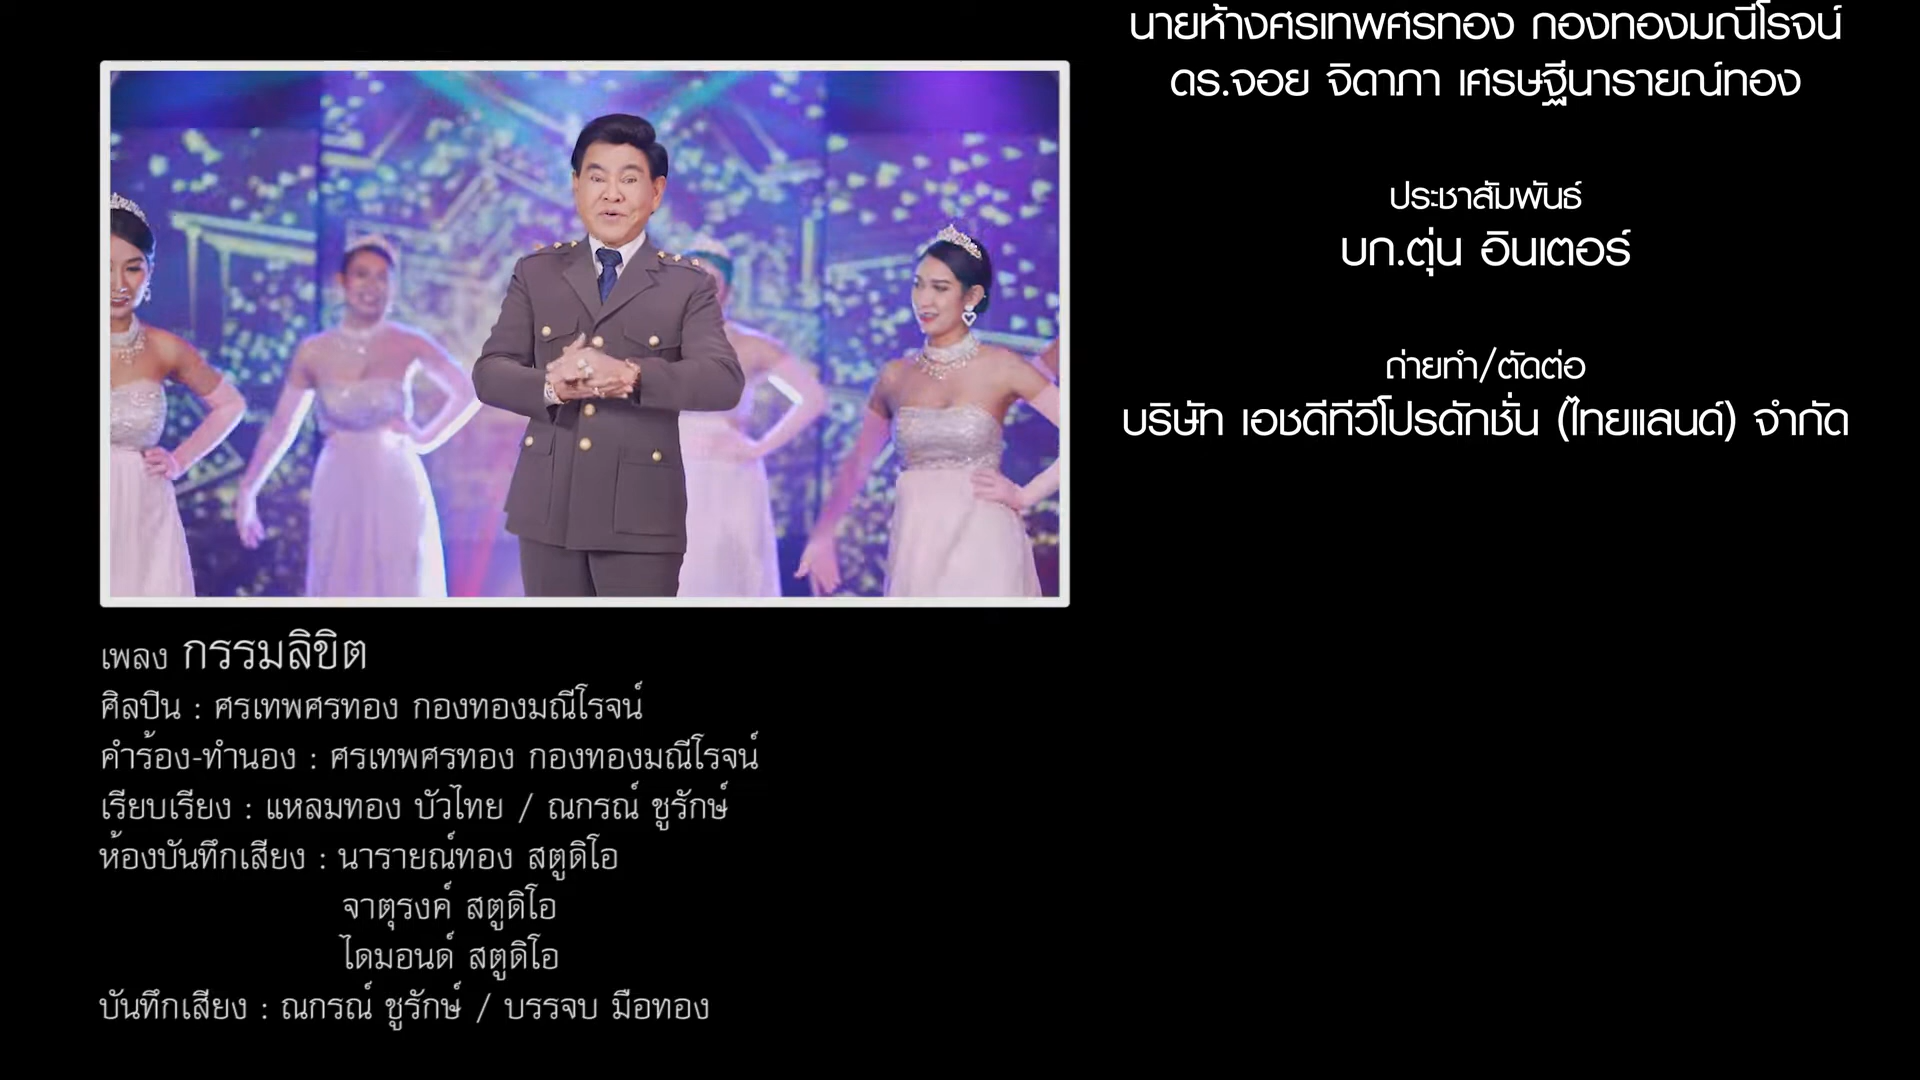 นายห้างศรเทพศรทอง กองทองมณีโรจน์
ดร.จอย จิดาภา เศรษฐีนารายณ์ทอง
ประชาสัมพันธ์
บก.ตุ่น อินเตอร์
ถ่ายทำ/ตัดต่อ
บริษัท เอชดีทีวีโปรดักชั่น (ไทยแลนด์) จำกัด
เพลง กรรมลิขิต
ศิลปิน : ศรเทพศรทอง กองทองมณีโรจน์
คำร้อง-ทำนอง : ศรเทพศรทอง กองทองมณีโรจน์
เรียบเรียง : แหลมทอง บัวไทย / ณกรณ์ ชูรักษ์
ห้องบันทึกเสียง : นารายณ์ทอง สตูดิโอ
จาตุรงค์ สตูดิโอ
ไดมอนด์ สตูดิโอ
บันทึกเสียง : ณกรณ์ ชูรักษ์ / บรรจบ มือทอง